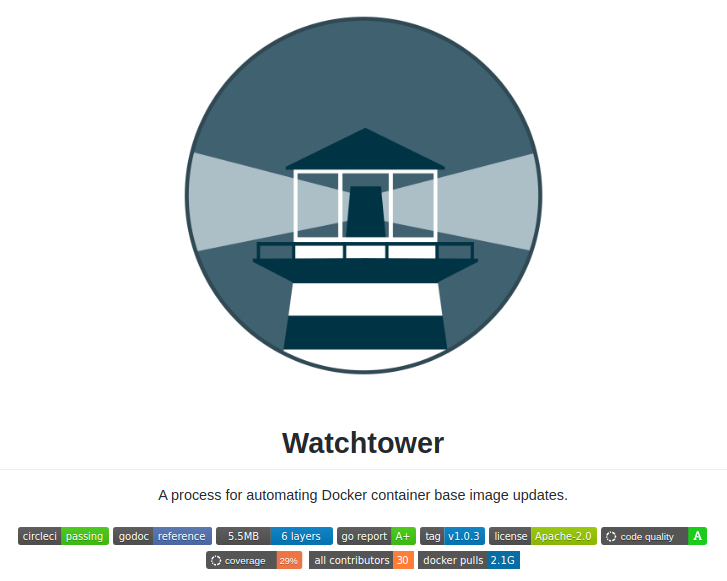 Watchtower
A process for automating Docker container base image updates.
circleci passing godoc reference 5.5MB 6 layers go report A+ tag v1.0.3 license Apache-2.0 code quality A
coverage 29% all contributors 30 docker pulls 2.1G